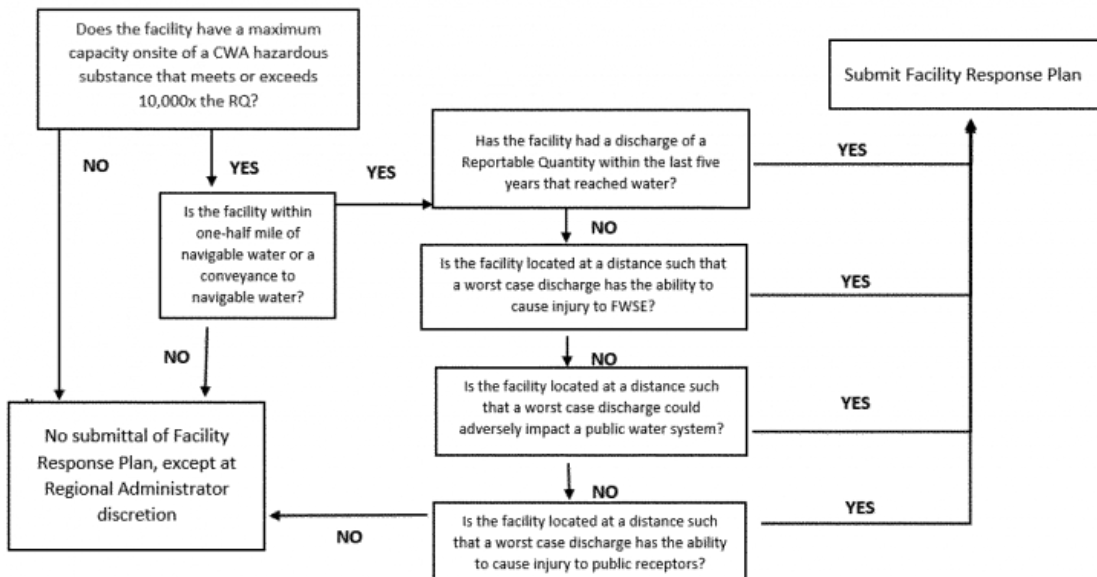 Does the facility have a maximum
capacity onsite of a CWA hazardous
substance that meets or exceeds
10,000x the RQ?
Submit Facility Response Plan
NO
YES
YES
Has the facility had a discharge of a
Reportable Quantity within the last five
years that reached water?
YES
Is the facility within
one-half mile of
navigable water or a
conveyance to
navigable water?
NO
NO
Is the facility located at a distance such that
a worst case discharge has the ability to
cause injury to FWSE?
YES
NO
Is the facility located at a distance such
that a worst case discharge could
adversely impact a public water system?
YES
No submittal of Facility
Response Plan, except at
Regional Administrator
discretion
NO
Is the facility located at a distance such
that a worst case discharge has the ability
to cause injury to public receptors?
YES
NO